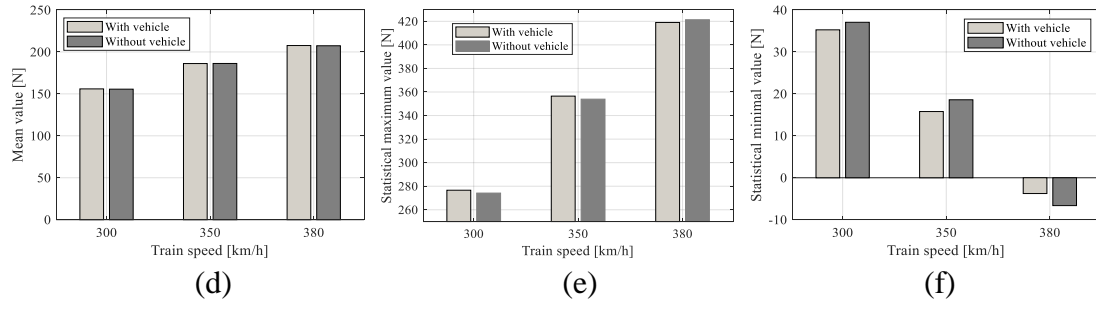 Mean value [N]
250
200
150
100
50
0
With vehicle
Without vehicle
300
350
380
Train speed [km/h]
(d)
Statistical maximum value [N]
420
400
380
360
340
320
300
280
260
With vehicle
Without vehicle
300
350
380
Train speed [km/h]
(e)
Statistical minimal value [N]
40
30
20
10
0
-10
With vehicle
Without vehicle
300
350
380
Train speed [km/h]
(f)